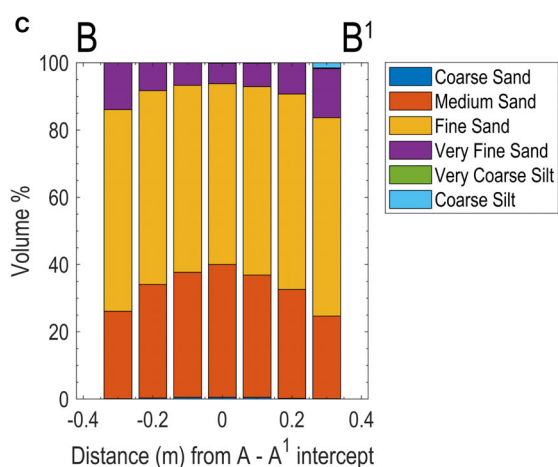 C
B B¹
100
80
60
40
20
0
Volume %
-0.4 -0.2 0 0.2 0.4
Distance (m) from A - A¹ intercept
Coarse Sand
Medium Sand
Fine Sand
Very Fine Sand
Very Coarse Silt
Coarse Silt